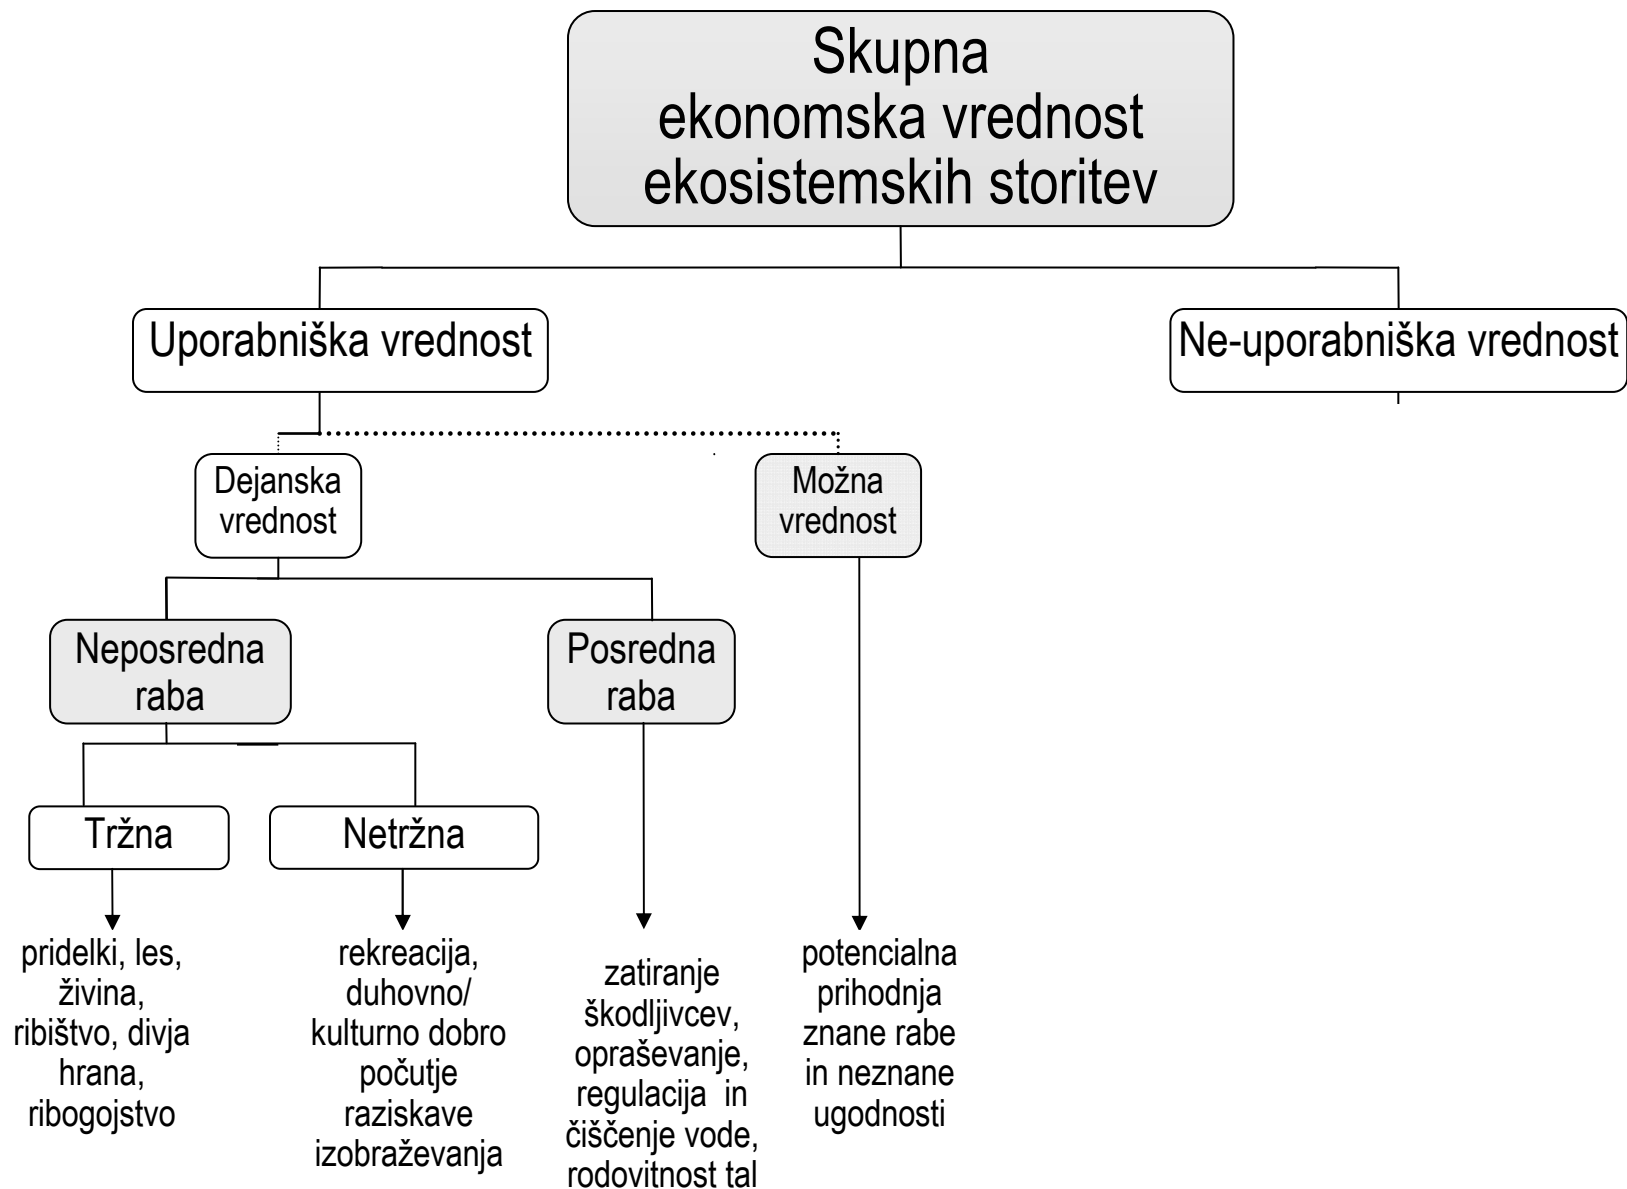 Skupna
ekonomska vrednost
ekosistemskih storitev
Uporabniška vrednost
Ne-uporabniška vrednost
Dejanska
vrednost
Možna
vrednost
Neposredna
raba
Posredna
raba
Tržna
Netržna
pridelki, les,
živina,
ribištvo, divja
hrana,
ribogojstvo
rekreacija,
duhovno/
kulturno dobro
počutje
raziskave
izobraževanja
zatiranje
škodljivcev,
opraševanje,
regulacija in
čiščenje vode,
rodovitnost tal
potencialna
prihodnja
znane rabe
in neznane
ugodnosti